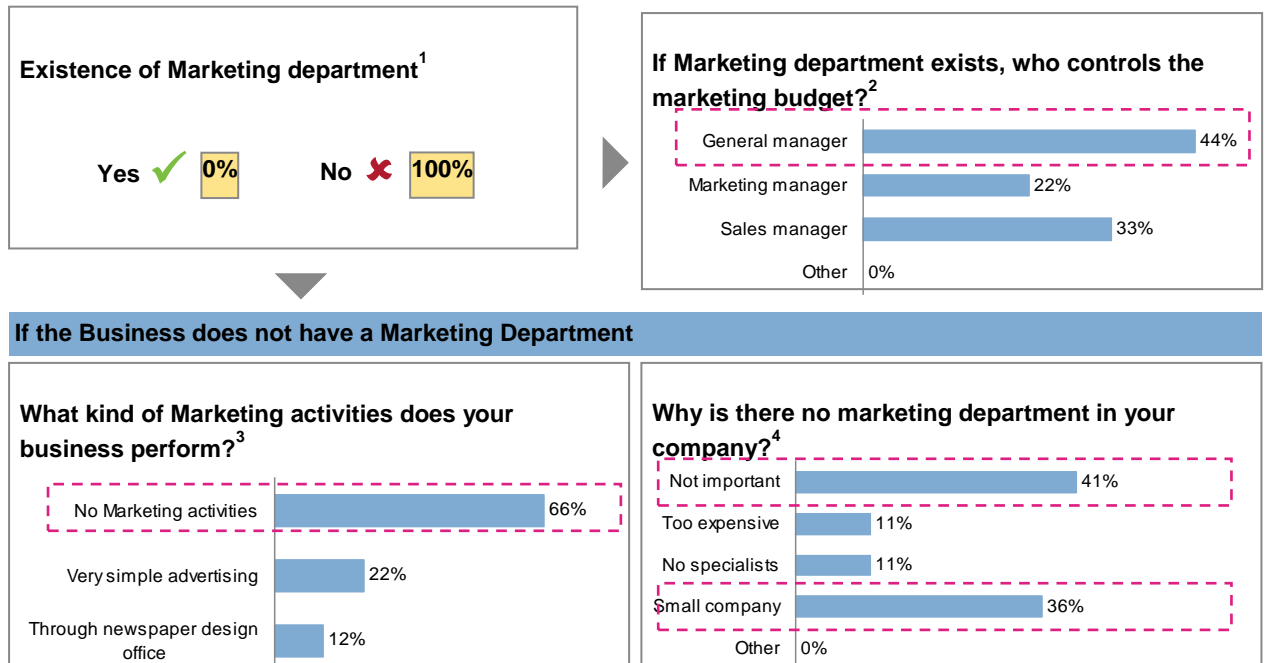 Existence of Marketing department1
Yes 0% No 100%
If Marketing department exists, who controls the
marketing budget?2
General manager 44%
Marketing manager 22%
Sales manager 33%
Other 0%
If the Business does not have a Marketing Department
What kind of Marketing activities does your
business perform?3
No Marketing activities 66%
Very simple advertising 22%
Through newspaper design
office 12%
Why is there no marketing department in your
company?4
Not important 41%
Too expensive 11%
No specialists 11%
Small company 36%
Other 0%